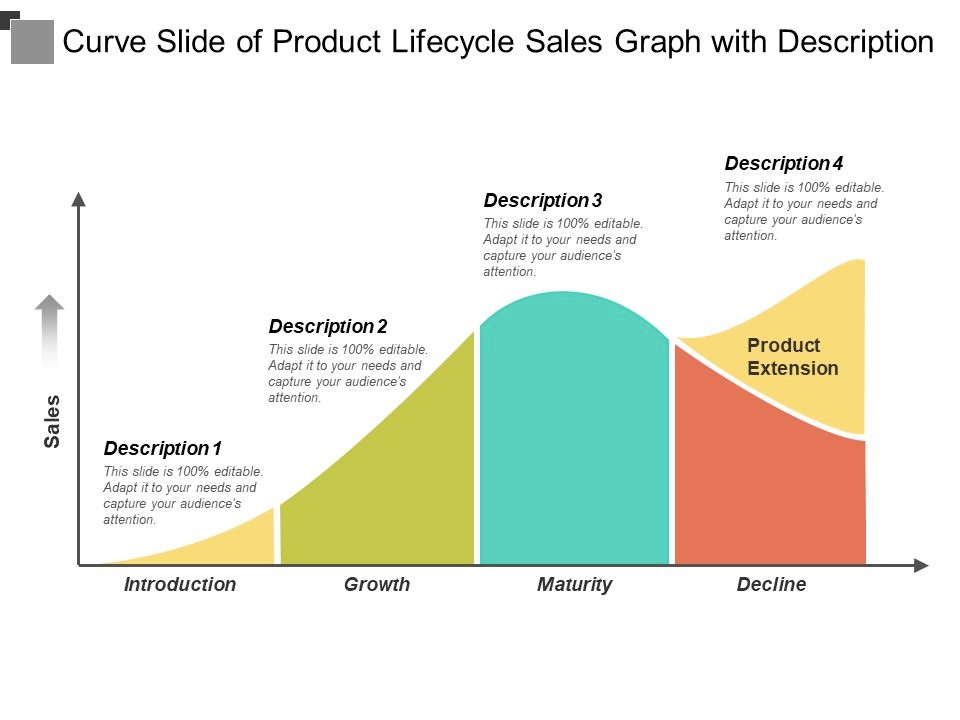 Curve Slide of Product Lifecycle Sales Graph with Description
Description 4
This slide is 100% editable.
Adapt it to your needs and
capture your audience's
attention.
Description 3
This slide is 100% editable.
Adapt it to your needs and
capture your audience's
attention.
Description 2
This slide is 100% editable.
Adapt it to your needs and
capture your audience's
attention.
Product
Extension
Sales
Description 1
This slide is 100% editable.
Adapt it to your needs and
capture your audience's
attention.
Introduction
Growth
Maturity
Decline